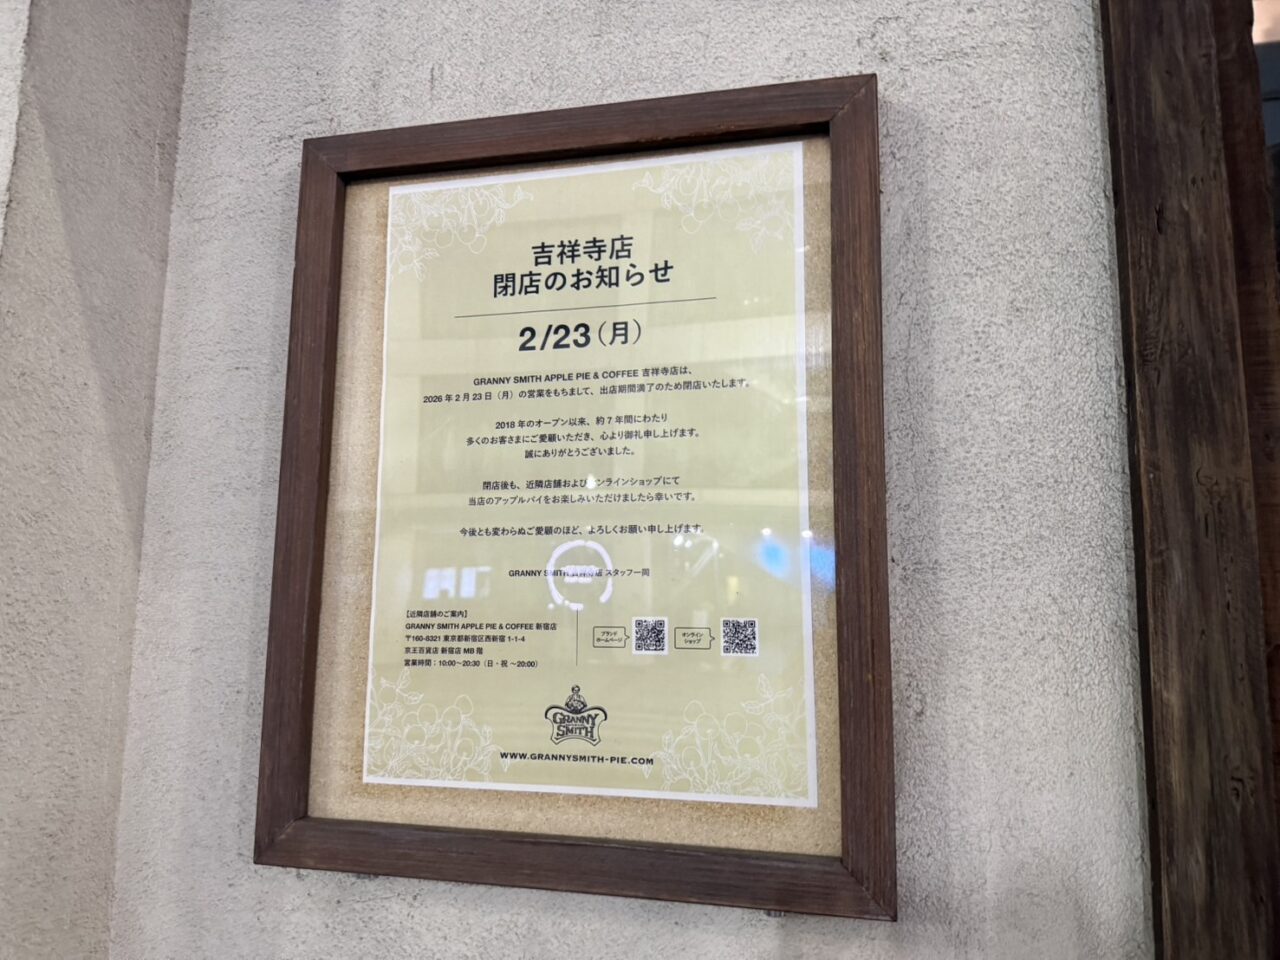 吉祥寺店
閉店のお知らせ
2/23（月）
GRANNY SMITH APPLE PIE & COFFEE 吉祥寺店は、
2026年2月23日（月）の営業をもちまして、出店期間満了のため閉店いたします。
2018年のオープン以来、約7年間にわたり
多くのお客さまにご愛顧いただき、心より御礼申し上げます。
誠にありがとうございました。
閉店後も、近隣店舗およびオンラインショップにて
当店のアップルパイをお楽しみいただけましたら幸いです。
今後とも変わらぬご愛顧のほど、よろしくお願い申し上げます。
GRANNY SMITH 吉祥寺店 スタッフ一同
【近隣店舗のご案内】
GRANNY SMITH APPLE PIE & COFFEE 新宿店
〒160-8321 東京都新宿区西新宿 1-1-4
京王百貨店 新宿店 MB階
営業時間：10:00～20:30（日・祝 ～20:00）
ブランド
ホームページ
オンライン
ショップ
GRANNY
SMITH
WWW.GRANNYSMITH-PIE.COM